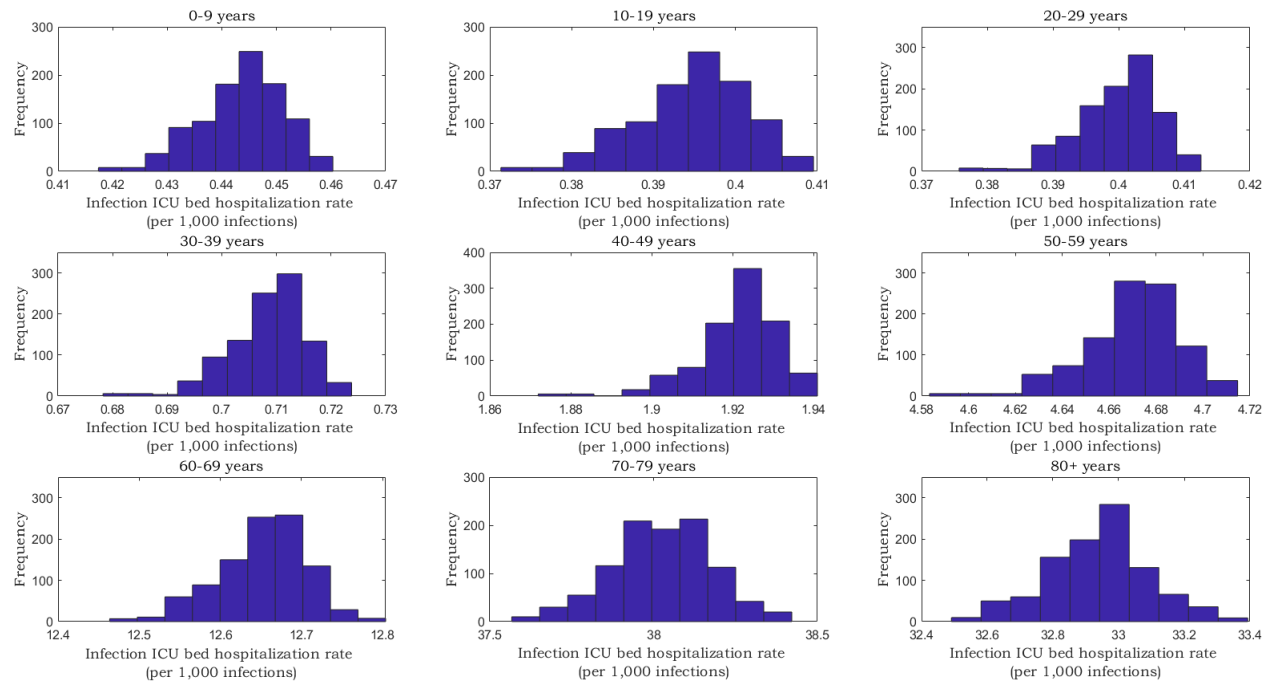 0-9 years
300
200
100
0
Frequency
0.41 0.42 0.43 0.44 0.45 0.46 0.47
Infection ICU bed hospitalization rate
(per 1,000 infections)
10-19 years
300
200
100
0
Frequency
0.37 0.38 0.39 0.4 0.41
Infection ICU bed hospitalization rate
(per 1,000 infections)
20-29 years
300
200
100
0
Frequency
0.37 0.38 0.39 0.4 0.41 0.42
Infection ICU bed hospitalization rate
(per 1,000 infections)
30-39 years
300
200
100
0
Frequency
0.67 0.68 0.69 0.7 0.71 0.72 0.73
Infection ICU bed hospitalization rate
(per 1,000 infections)
40-49 years
400
300
200
100
0
Frequency
1.86 1.88 1.9 1.92 1.94
Infection ICU bed hospitalization rate
(per 1,000 infections)
50-59 years
300
200
100
0
Frequency
4.58 4.6 4.62 4.64 4.66 4.68 4.7 4.72
Infection ICU bed hospitalization rate
(per 1,000 infections)
60-69 years
300
200
100
0
Frequency
12.4 12.5 12.6 12.7 12.8
Infection ICU bed hospitalization rate
(per 1,000 infections)
70-79 years
300
200
100
0
Frequency
37.5 38 38.5
Infection ICU bed hospitalization rate
(per 1,000 infections)
80+ years
300
200
100
0
Frequency
32.4 32.6 32.8 33 33.2 33.4
Infection ICU bed hospitalization rate
(per 1,000 infections)